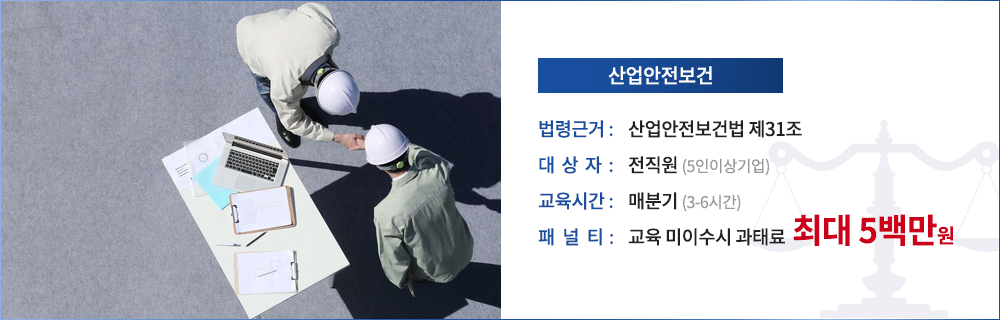 산업안전보건
법령근거 : 산업안전보건법 제31조
대 상 자 : 전직원 (5인이상기업)
교육시간 : 매분기 (3-6시간)
패 널 티 : 교육 미이수시 과태료 최대 5백만원